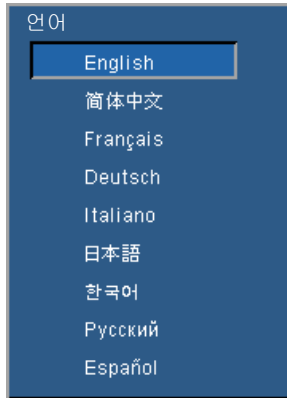 언어
English
简体中文
Français
Deutsch
Italiano
日本語
한국어
Русский
Español